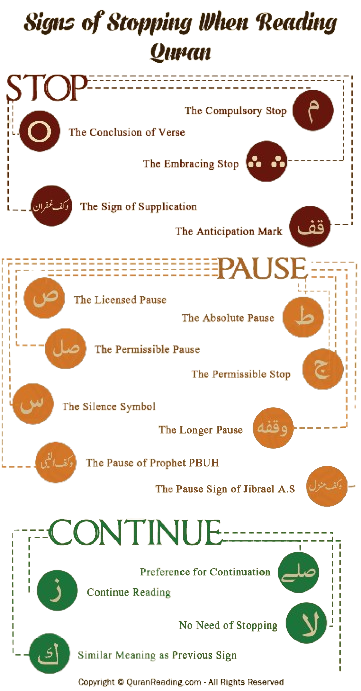 Signs of Stopping When Reading
Quran
STOP
م
The Compulsory Stop
The Conclusion of Verse
The Embracing Stop
وقف غفران
The Sign of Supplication
قف
The Anticipation Mark
PAUSE
ص
The Licensed Pause
ط
The Absolute Pause
صل
The Permissible Pause
ج
The Permissible Stop
س
The Silence Symbol
وقفه
The Longer Pause
The Pause of Prophet PBUH
وقف منزل
The Pause Sign of Jibrael A.S
CONTINUE
صلے
Preference for Continuation
ز
Continue Reading
لا
No Need of Stopping
ك
Similar Meaning as Previous Sign
Copyright © QuranReading.com - All Rights Reserved